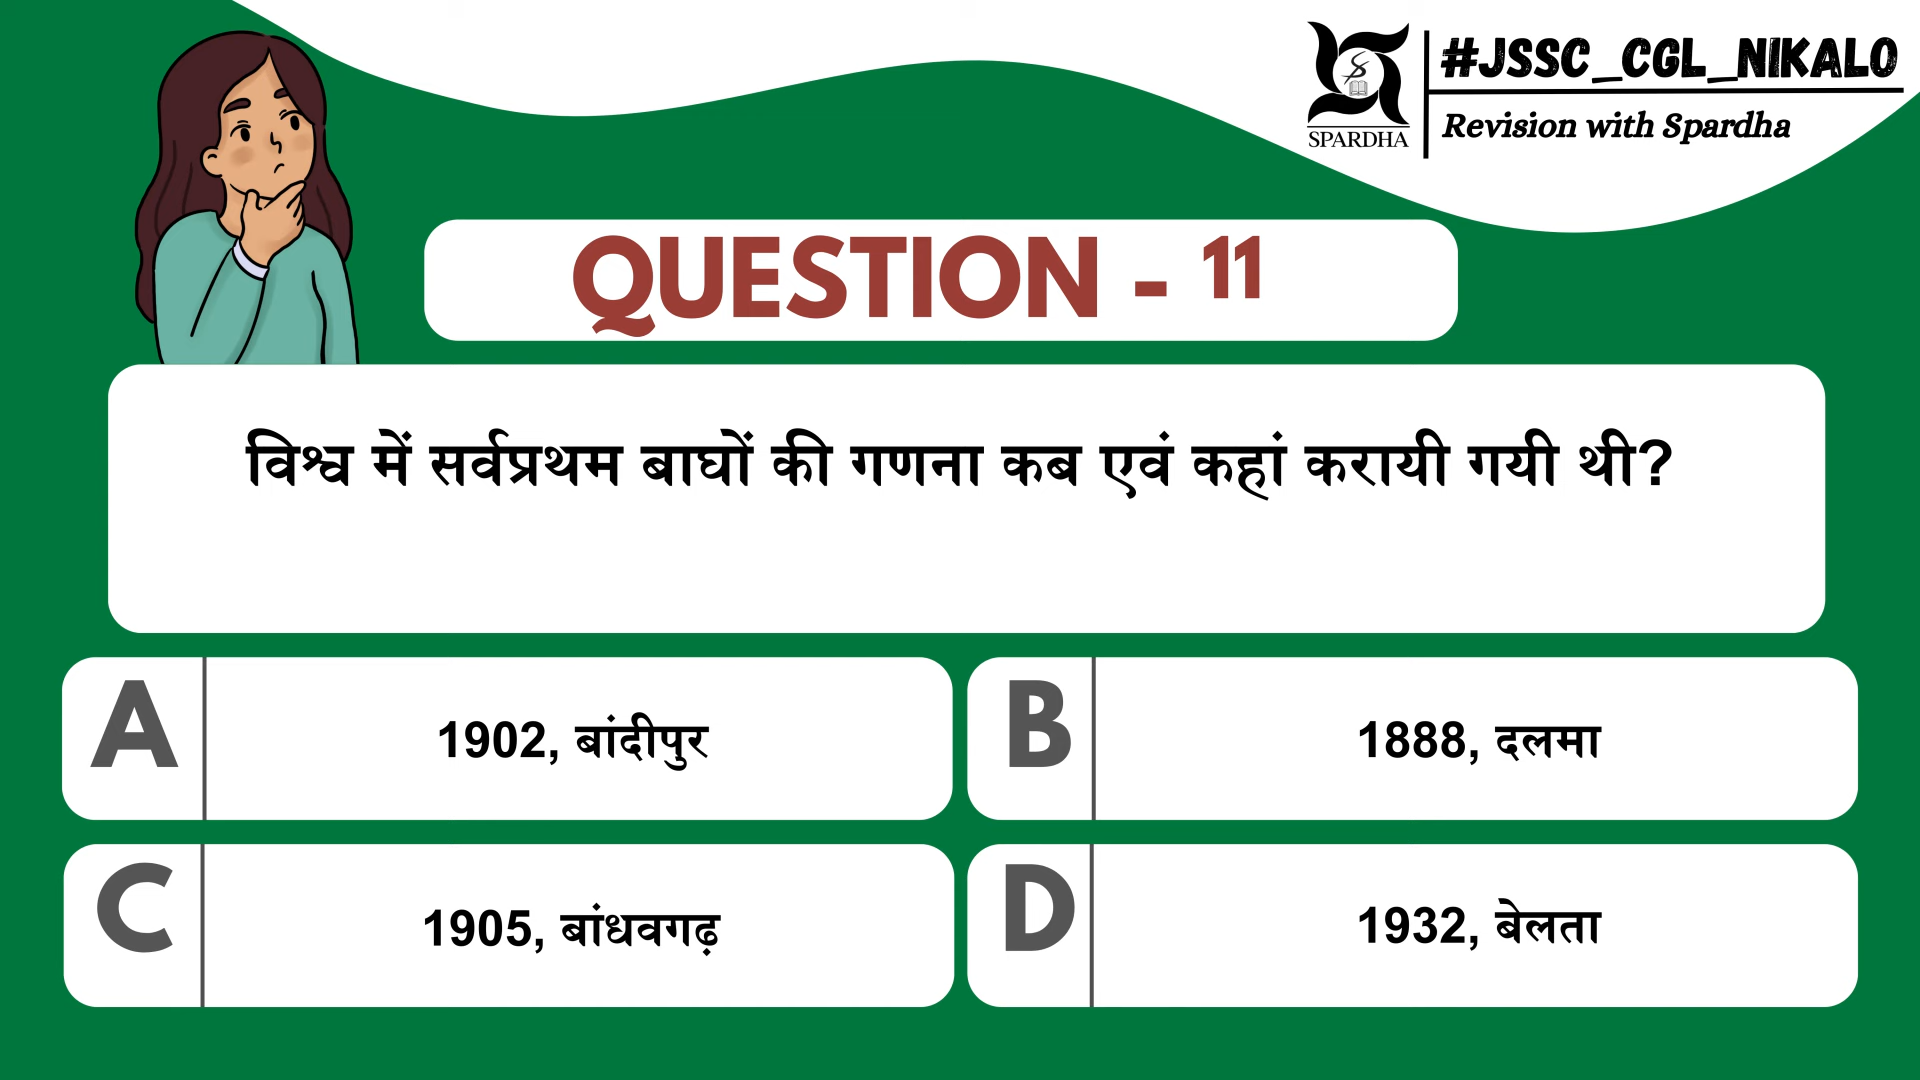 #JSSC_CGL_NIKALO
SPARDHA
Revision with Spardha
QUESTION - 11
विश्व में सर्वप्रथम बाघों की गणना कब एवं कहां करायी गयी थी?
A
1902, बांदीपुर
B
1888, दलमा
C
1905, बांधवगढ़
D
1932, बेलता